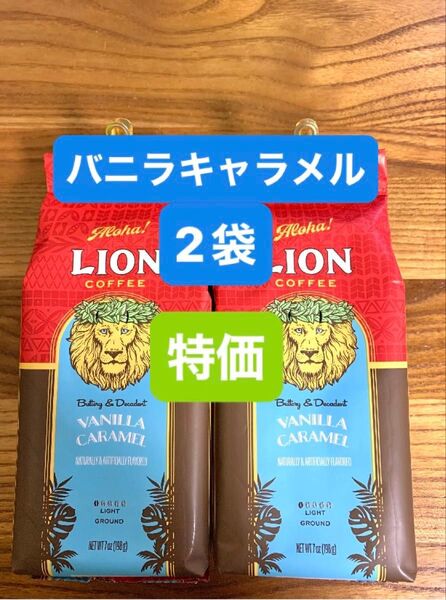 バニラキャラメル
2袋
特価
Aloha!
LION
COFFEE
Buttery & Decadent
VANILLA
CARAMEL
NATURALLY & ARTIFICIALLY FLAVORED
LIGHT
GROUND
NET WT 7 oz (198g)
Aloha!
LION
COFFEE
Buttery & Decadent
VANILLA
CARAMEL
NATURALLY & ARTIFICIALLY FLAVORED
LIGHT
GROUND
NET WT 7 oz (198g)